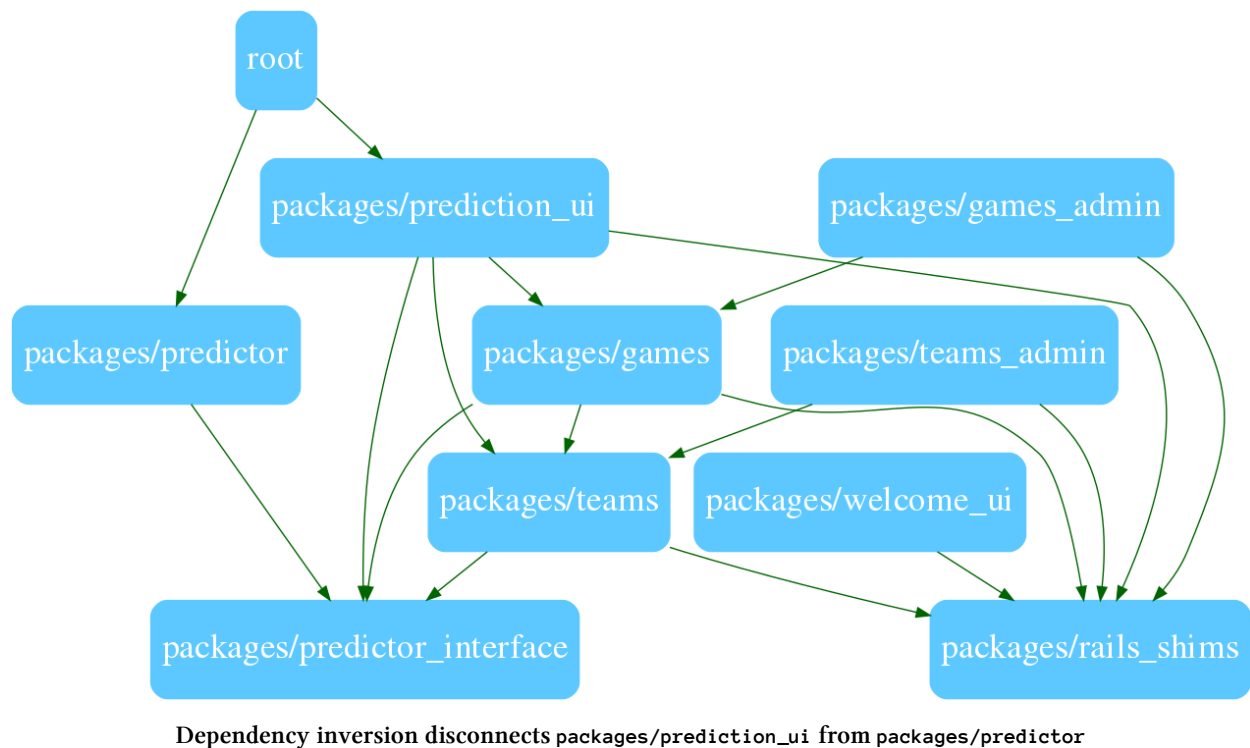 root
packages/prediction_ui
packages/games_admin
packages/predictor
packages/games
packages/teams_admin
packages/teams
packages/welcome_ui
packages/predictor_interface
packages/rails_shims
Dependency inversion disconnects packages/prediction_ui from packages/predictor